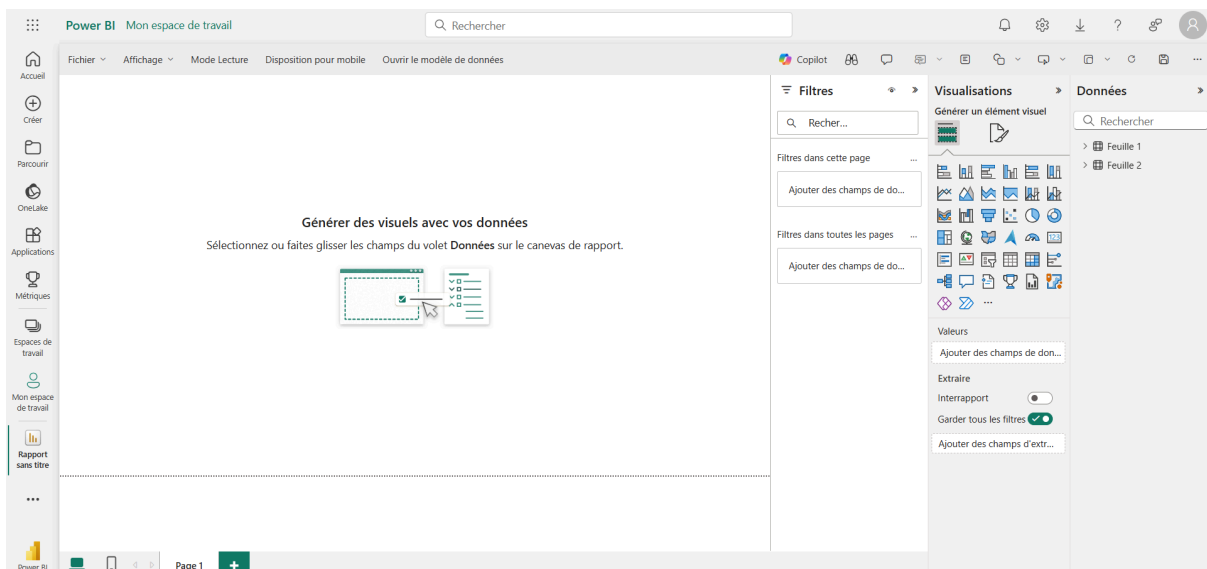 Power BI Mon espace de travail
Rechercher
Accueil
Créer
Parcourir
OneLake
Applications
Métriques
Espaces de
travail
Mon espace
de travail
Rapport
sans titre
Power BI
Fichier Affichage Mode Lecture Disposition pour mobile Ouvrir le modèle de données
Copilot
Générer des visuels avec vos données
Sélectionnez ou faites glisser les champs du volet Données sur le canevas de rapport.
Page 1
Filtres
Recher...
Filtres dans cette page ...
Ajouter des champs de do...
Filtres dans toutes les pages ...
Ajouter des champs de do...
Visualisations
Générer un élément visuel
123
R
Py
...
Valeurs
Ajouter des champs de don...
Extraire
Interrapport
Garder tous les filtres
Ajouter des champs d'extr...
Données
Rechercher
Feuille 1
Feuille 2